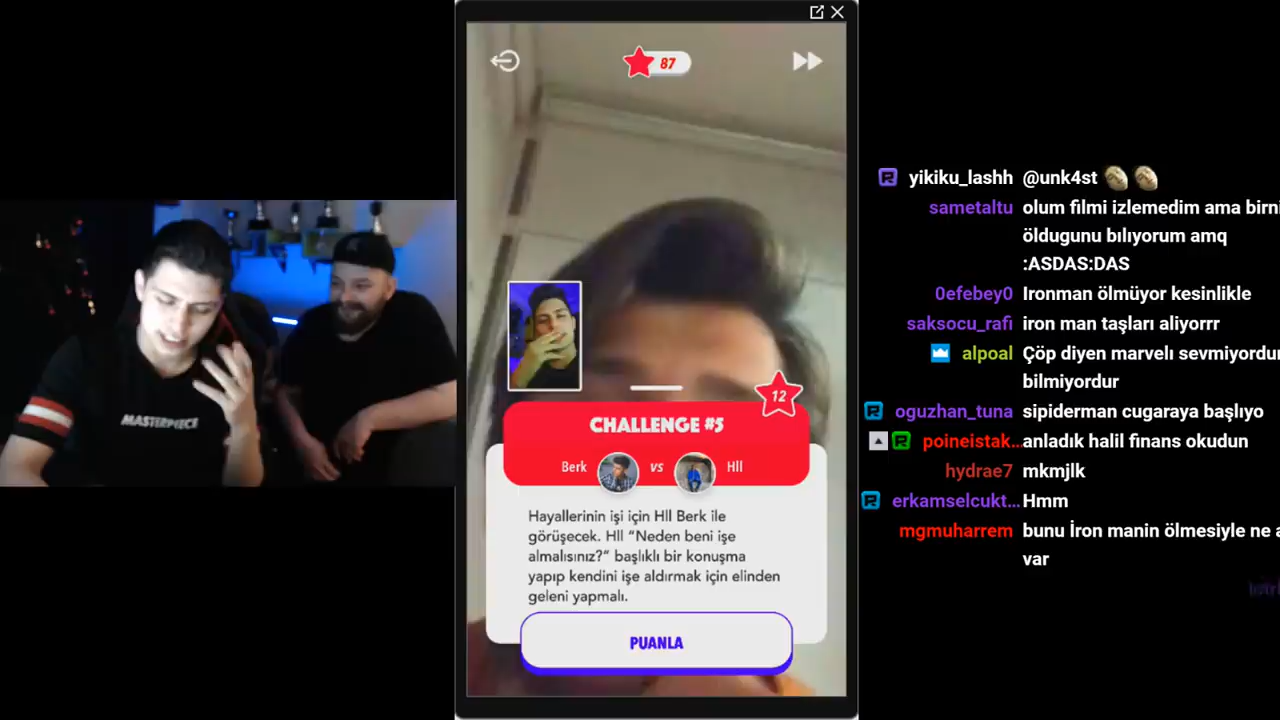 87
12
CHALLENGE #5
Berk vs Hll
Hayallerinin işi için Hll Berk ile
görüşecek. Hll "Neden beni işe
almalısınız?" başlıklı bir konuşma
yapıp kendini işe aldırmak için elinden
geleni yapmalı.
PUANLA
MASTERPIECE
yikiku_lashh @unk4st
sametaltu olum filmi izlemedim ama birni
öldugunu bılıyorum amq
:ASDAS:DAS
0efebey0 Ironman ölmüyor kesinlikle
saksocu_rafi iron man taşları aliyorrr
alpoal Çöp diyen marvelı sevmiyordur
bilmiyordur
oguzhan_tuna sipiderman cugaraya başlıyo
poineistak... anladık halil finans okudun
hydrae7 mkmjlk
erkamselcukt... Hmm
mgmuharrem bunu İron manin ölmesiyle ne a
var